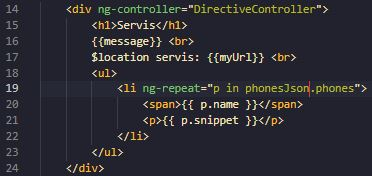 14 <div ng-controller="DirectiveController">
15 <h1>Servis</h1>
16 {{message}} <br>
17 $location servis: {{myUrl}} <br>
18 <ul>
19 <li ng-repeat="p in phonesJson.phones">
20 <span>{{ p.name }}</span>
21 <p>{{ p.snippet }}</p>
22 </li>
23 </ul>
24 </div>